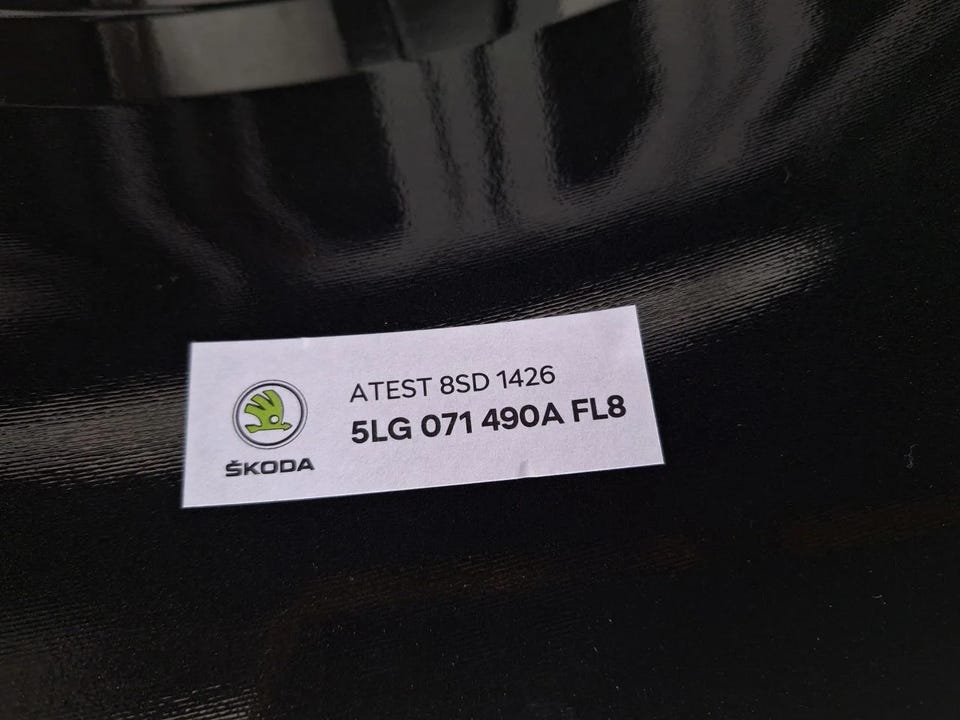 ATEST 8SD 1426
5LG 071 490A FL8
ŠKODA